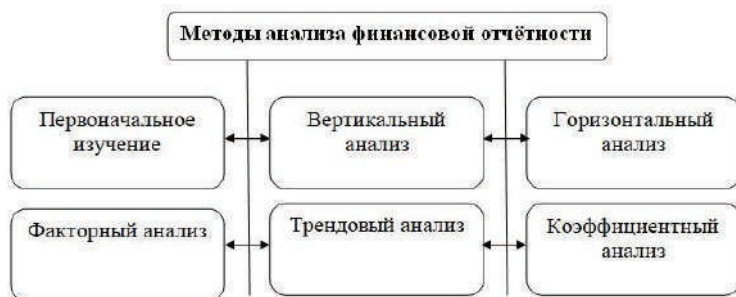 Методы анализа финансовой отчётности
Первоначальное
изучение
Вертикальный
анализ
Горизонтальный
анализ
Факторный анализ
Трендовый анализ
Коэффициентный
анализ